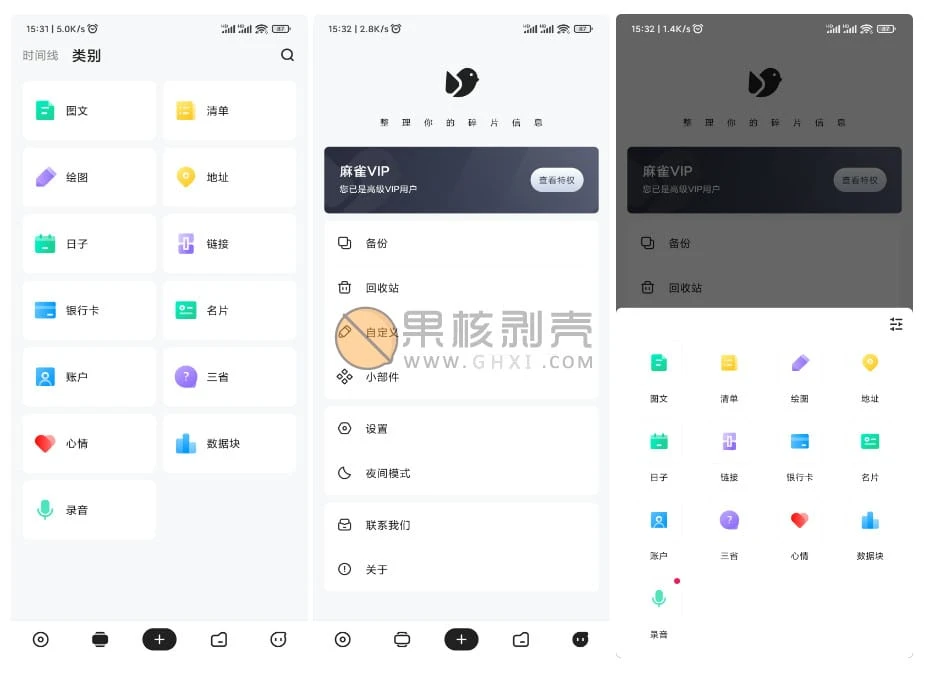 15:31 | 5.0K/s
87
时间线 类别
图文
清单
绘图
地址
日子
链接
银行卡
名片
账户
三省
心情
数据块
录音
15:32 | 2.8K/s
87
整理你的碎片信息
麻雀VIP
您已是高级VIP用户
查看特权
备份
回收站
自定义
小部件
设置
夜间模式
联系我们
关于
果核剥壳
WWW.GHXI.COM
15:32 | 1.4K/s
87
整理你的碎片信息
麻雀VIP
您已是高级VIP用户
查看特权
备份
回收站
图文
清单
绘图
地址
日子
链接
银行卡
名片
账户
三省
心情
数据块
录音